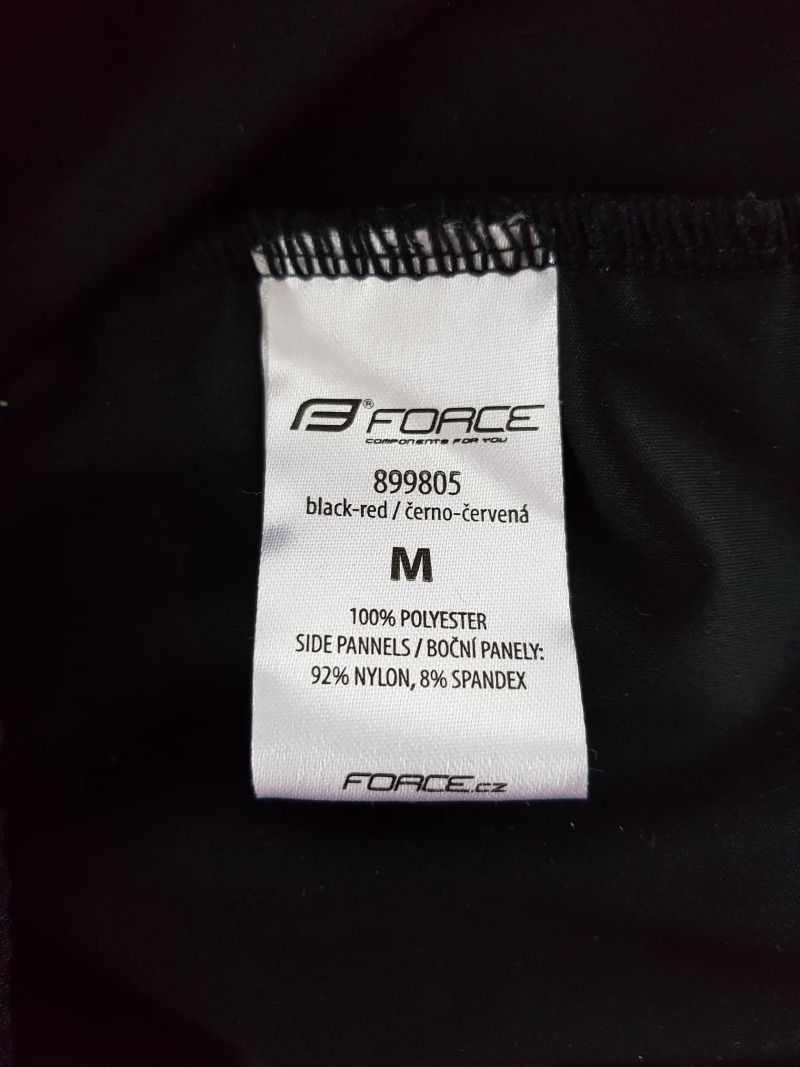 ® FORCE
COMPONENTS FOR YOU
899805
black-red / černo-červená
M
100% POLYESTER
SIDE PANNELS / BOČNÍ PANELY:
92% NYLON, 8% SPANDEX
FORCE.cz